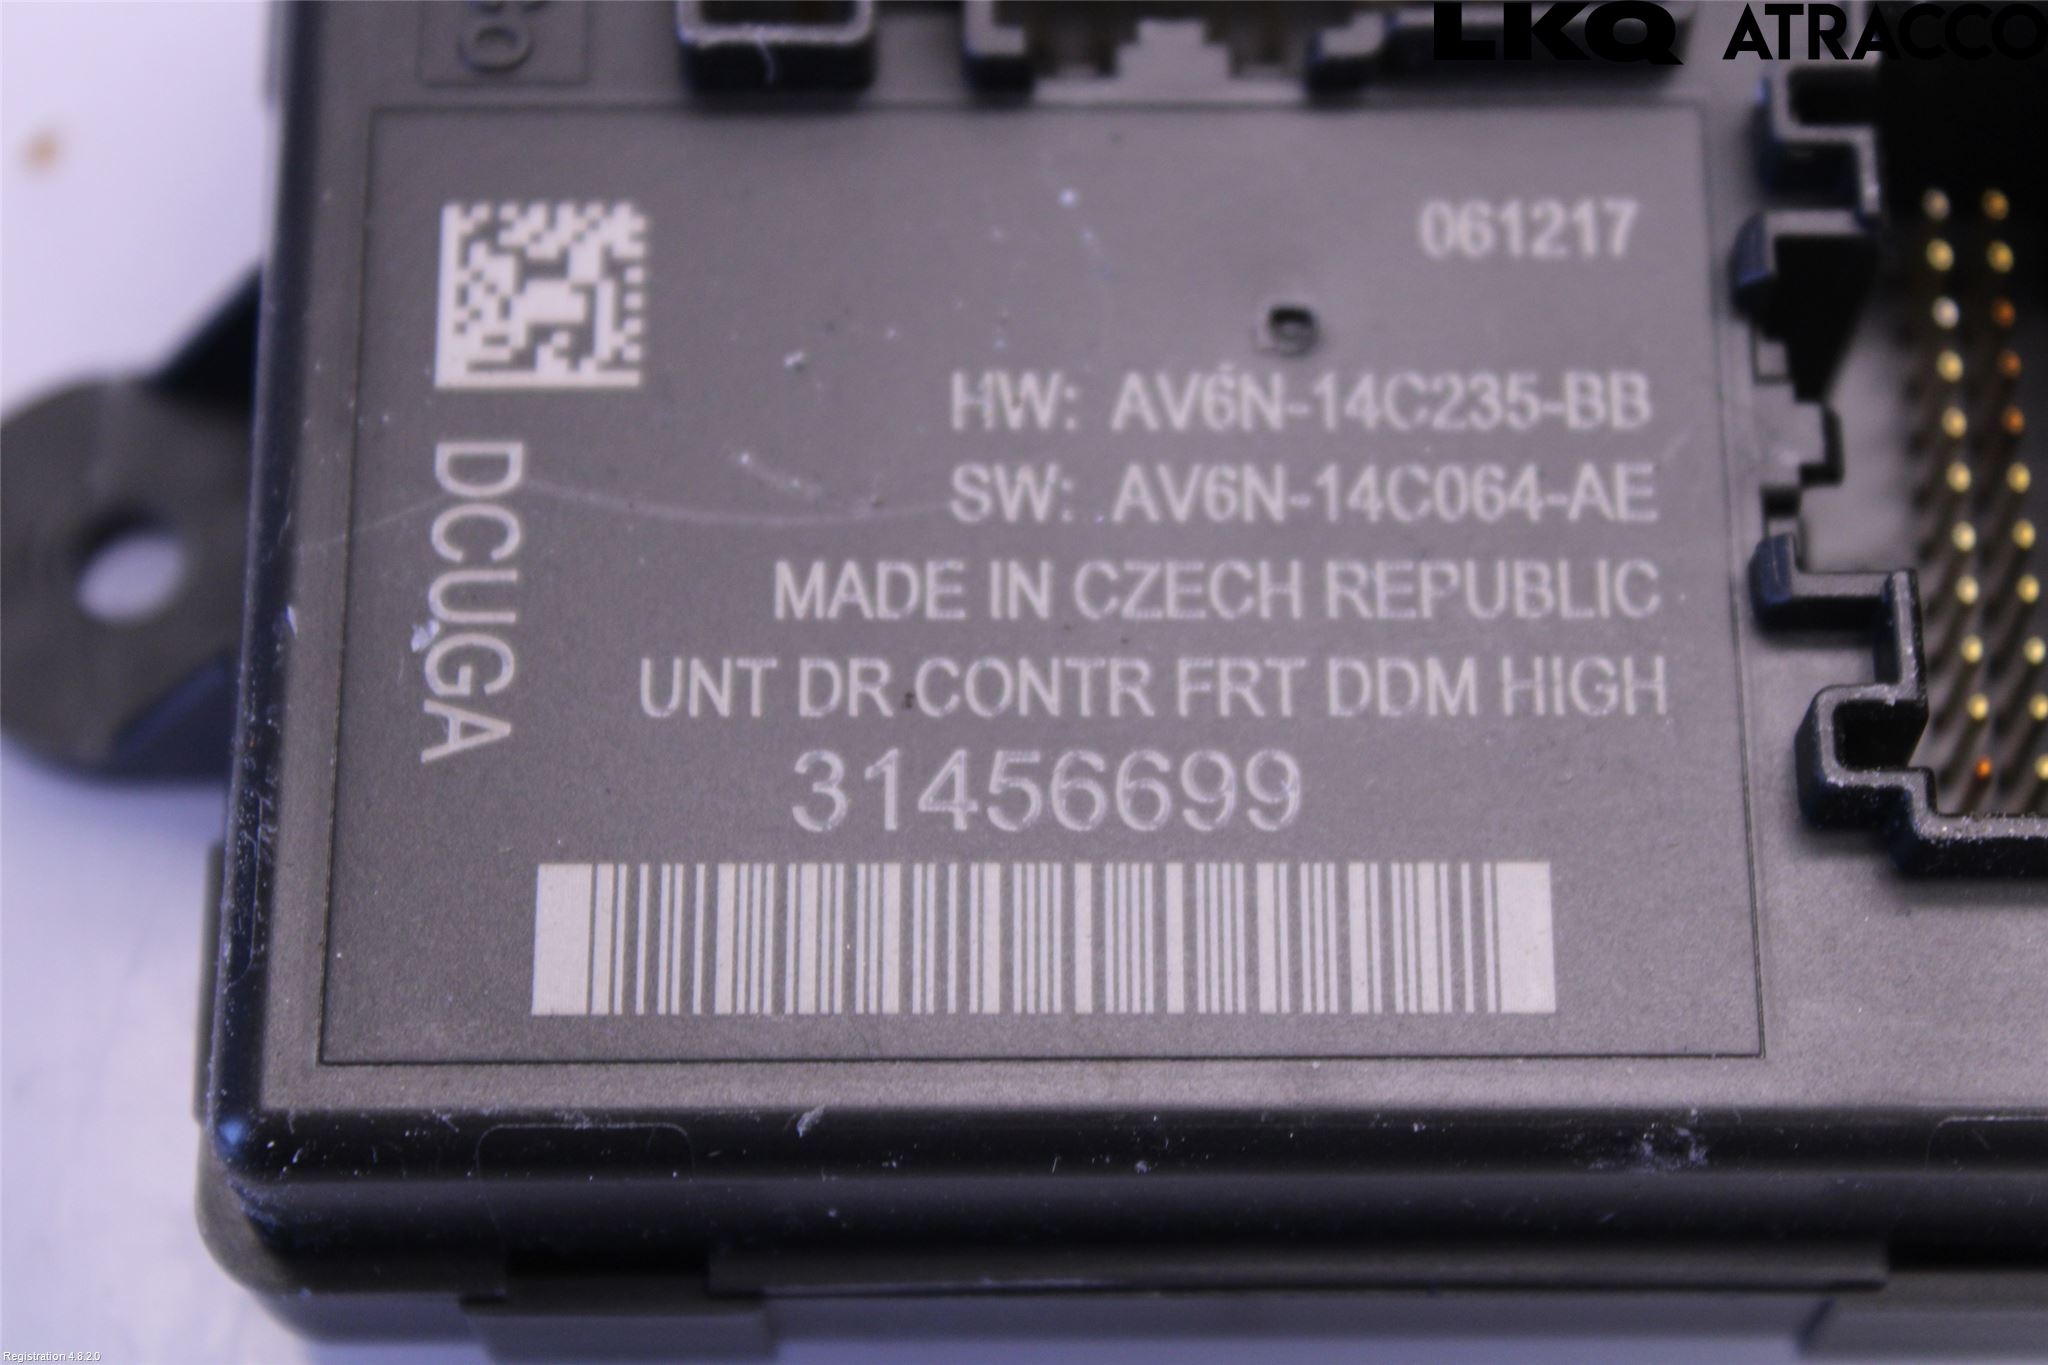 LKQ ATRACCO
061217
HW: AV6N-14C235-BB
SW: AV6N-14C064-AE
MADE IN CZECH REPUBLIC
UNT DR CONTR FRT DDM HIGH
31456699
DCUGA
Registration 4.8.2.0